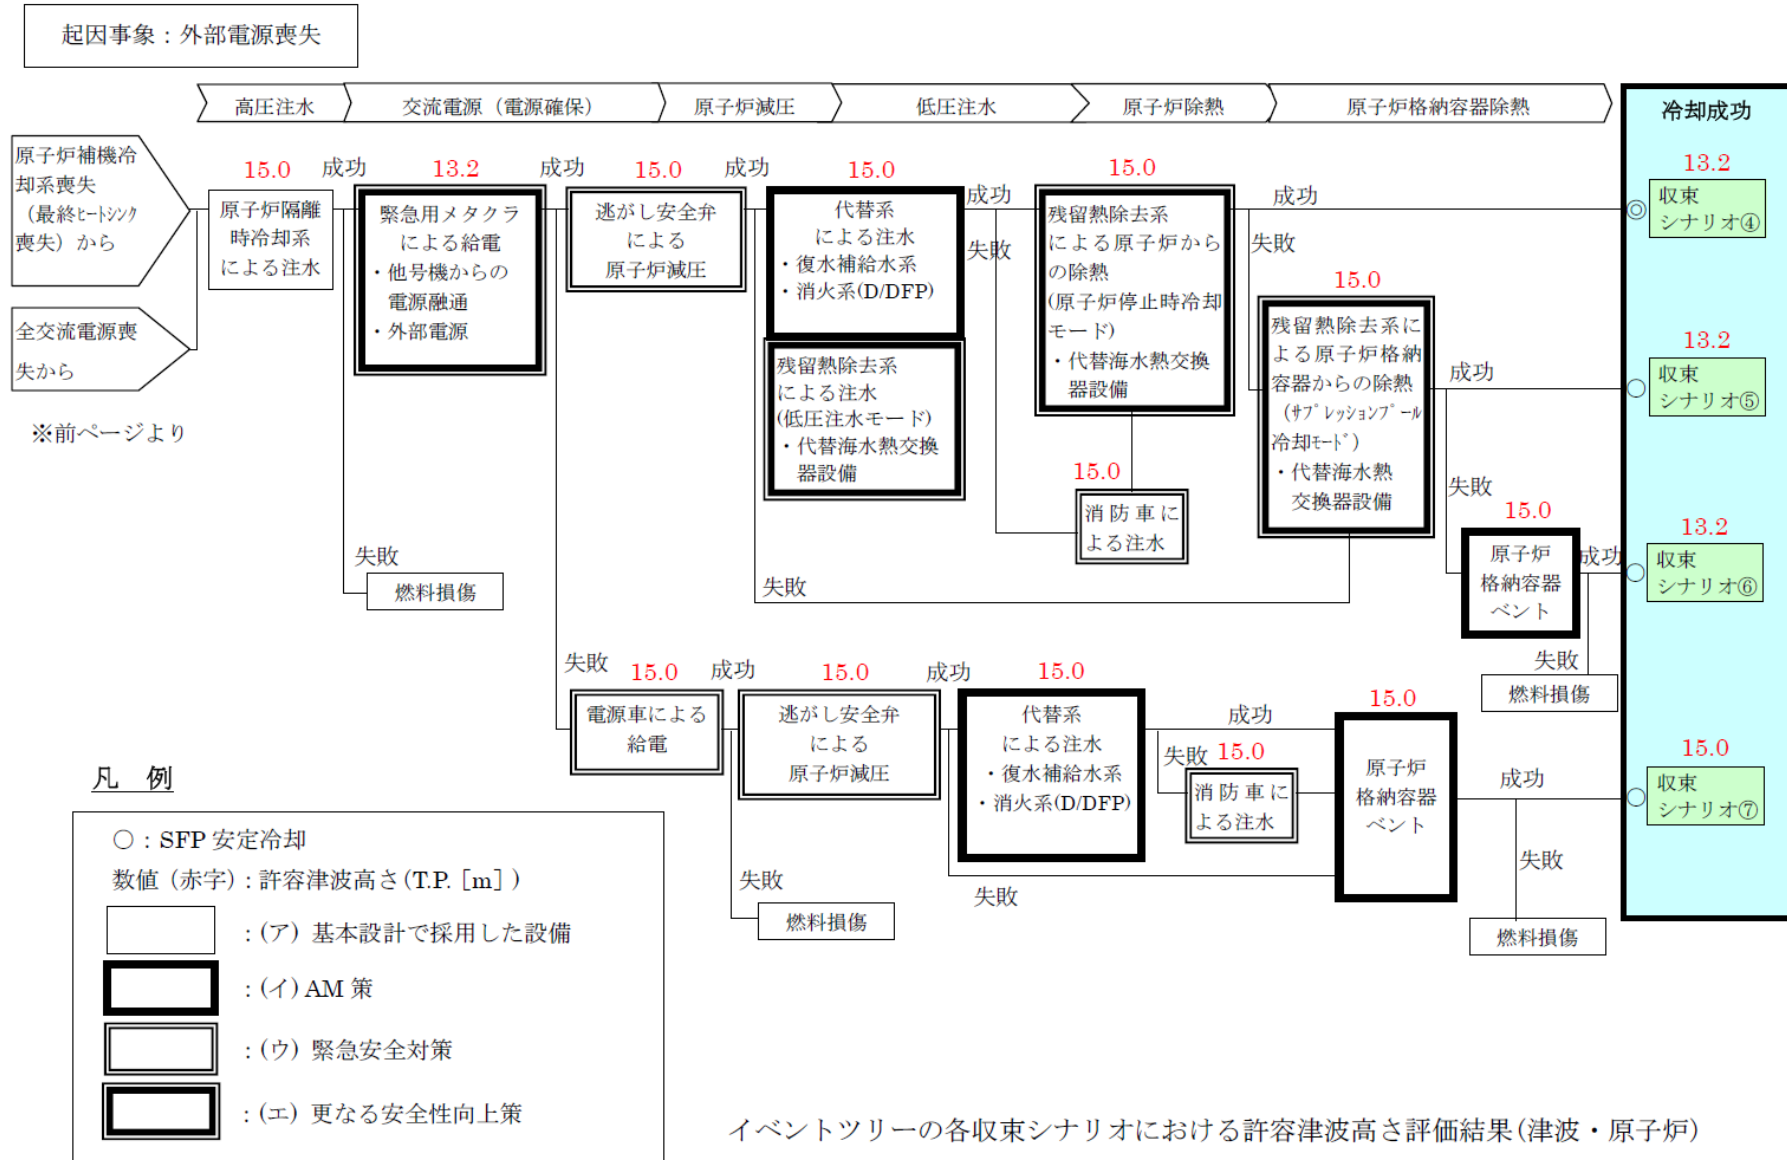 起因事象：外部電源喪失
高圧注水
交流電源（電源確保）
原子炉減圧
低圧注水
原子炉除熱
原子炉格納容器除熱
冷却成功
原子炉補機冷
却系喪失
（最終ﾋｰﾄｼﾝｸ
喪失）から
全交流電源喪
失から
※前ページより
15.0
成功
原子炉隔離
時冷却系
による注水
失敗
燃料損傷
13.2
成功
緊急用メタクラ
による給電
・他号機からの
電源融通
・外部電源
15.0
成功
逃がし安全弁
による
原子炉減圧
15.0
代替系
による注水
・復水補給水系
・消火系(D/DFP)
残留熱除去系
による注水
(低圧注水モード)
・代替海水熱交換
器設備
成功
失敗
失敗
15.0
残留熱除去系
による原子炉から
の除熱
(原子炉停止時冷却
モード)
・代替海水熱交換
器設備
15.0
消防車に
よる注水
成功
失敗
15.0
残留熱除去系に
よる原子炉格納
容器からの除熱
（ｻﾌﾟﾚｯｼｮﾝﾌﾟｰﾙ
冷却ﾓｰﾄﾞ）
・代替海水熱
交換器設備
成功
失敗
15.0
原子炉
格納容器
ベント
成功
失敗
燃料損傷
◎
13.2
収束
シナリオ④
○
13.2
収束
シナリオ⑤
○
13.2
収束
シナリオ⑥
○
15.0
収束
シナリオ⑦
失敗
15.0
成功
電源車による
給電
失敗
燃料損傷
15.0
成功
逃がし安全弁
による
原子炉減圧
失敗
15.0
代替系
による注水
・復水補給水系
・消火系(D/DFP)
成功
失敗
15.0
消防車に
よる注水
15.0
原子炉
格納容器
ベント
成功
失敗
燃料損傷
凡　例
○：SFP 安定冷却
数値（赤字）：許容津波高さ(T.P.［m］)
：(ア) 基本設計で採用した設備
：(イ) AM 策
：(ウ) 緊急安全対策
：(エ) 更なる安全性向上策
イベントツリーの各収束シナリオにおける許容津波高さ評価結果(津波・原子炉)